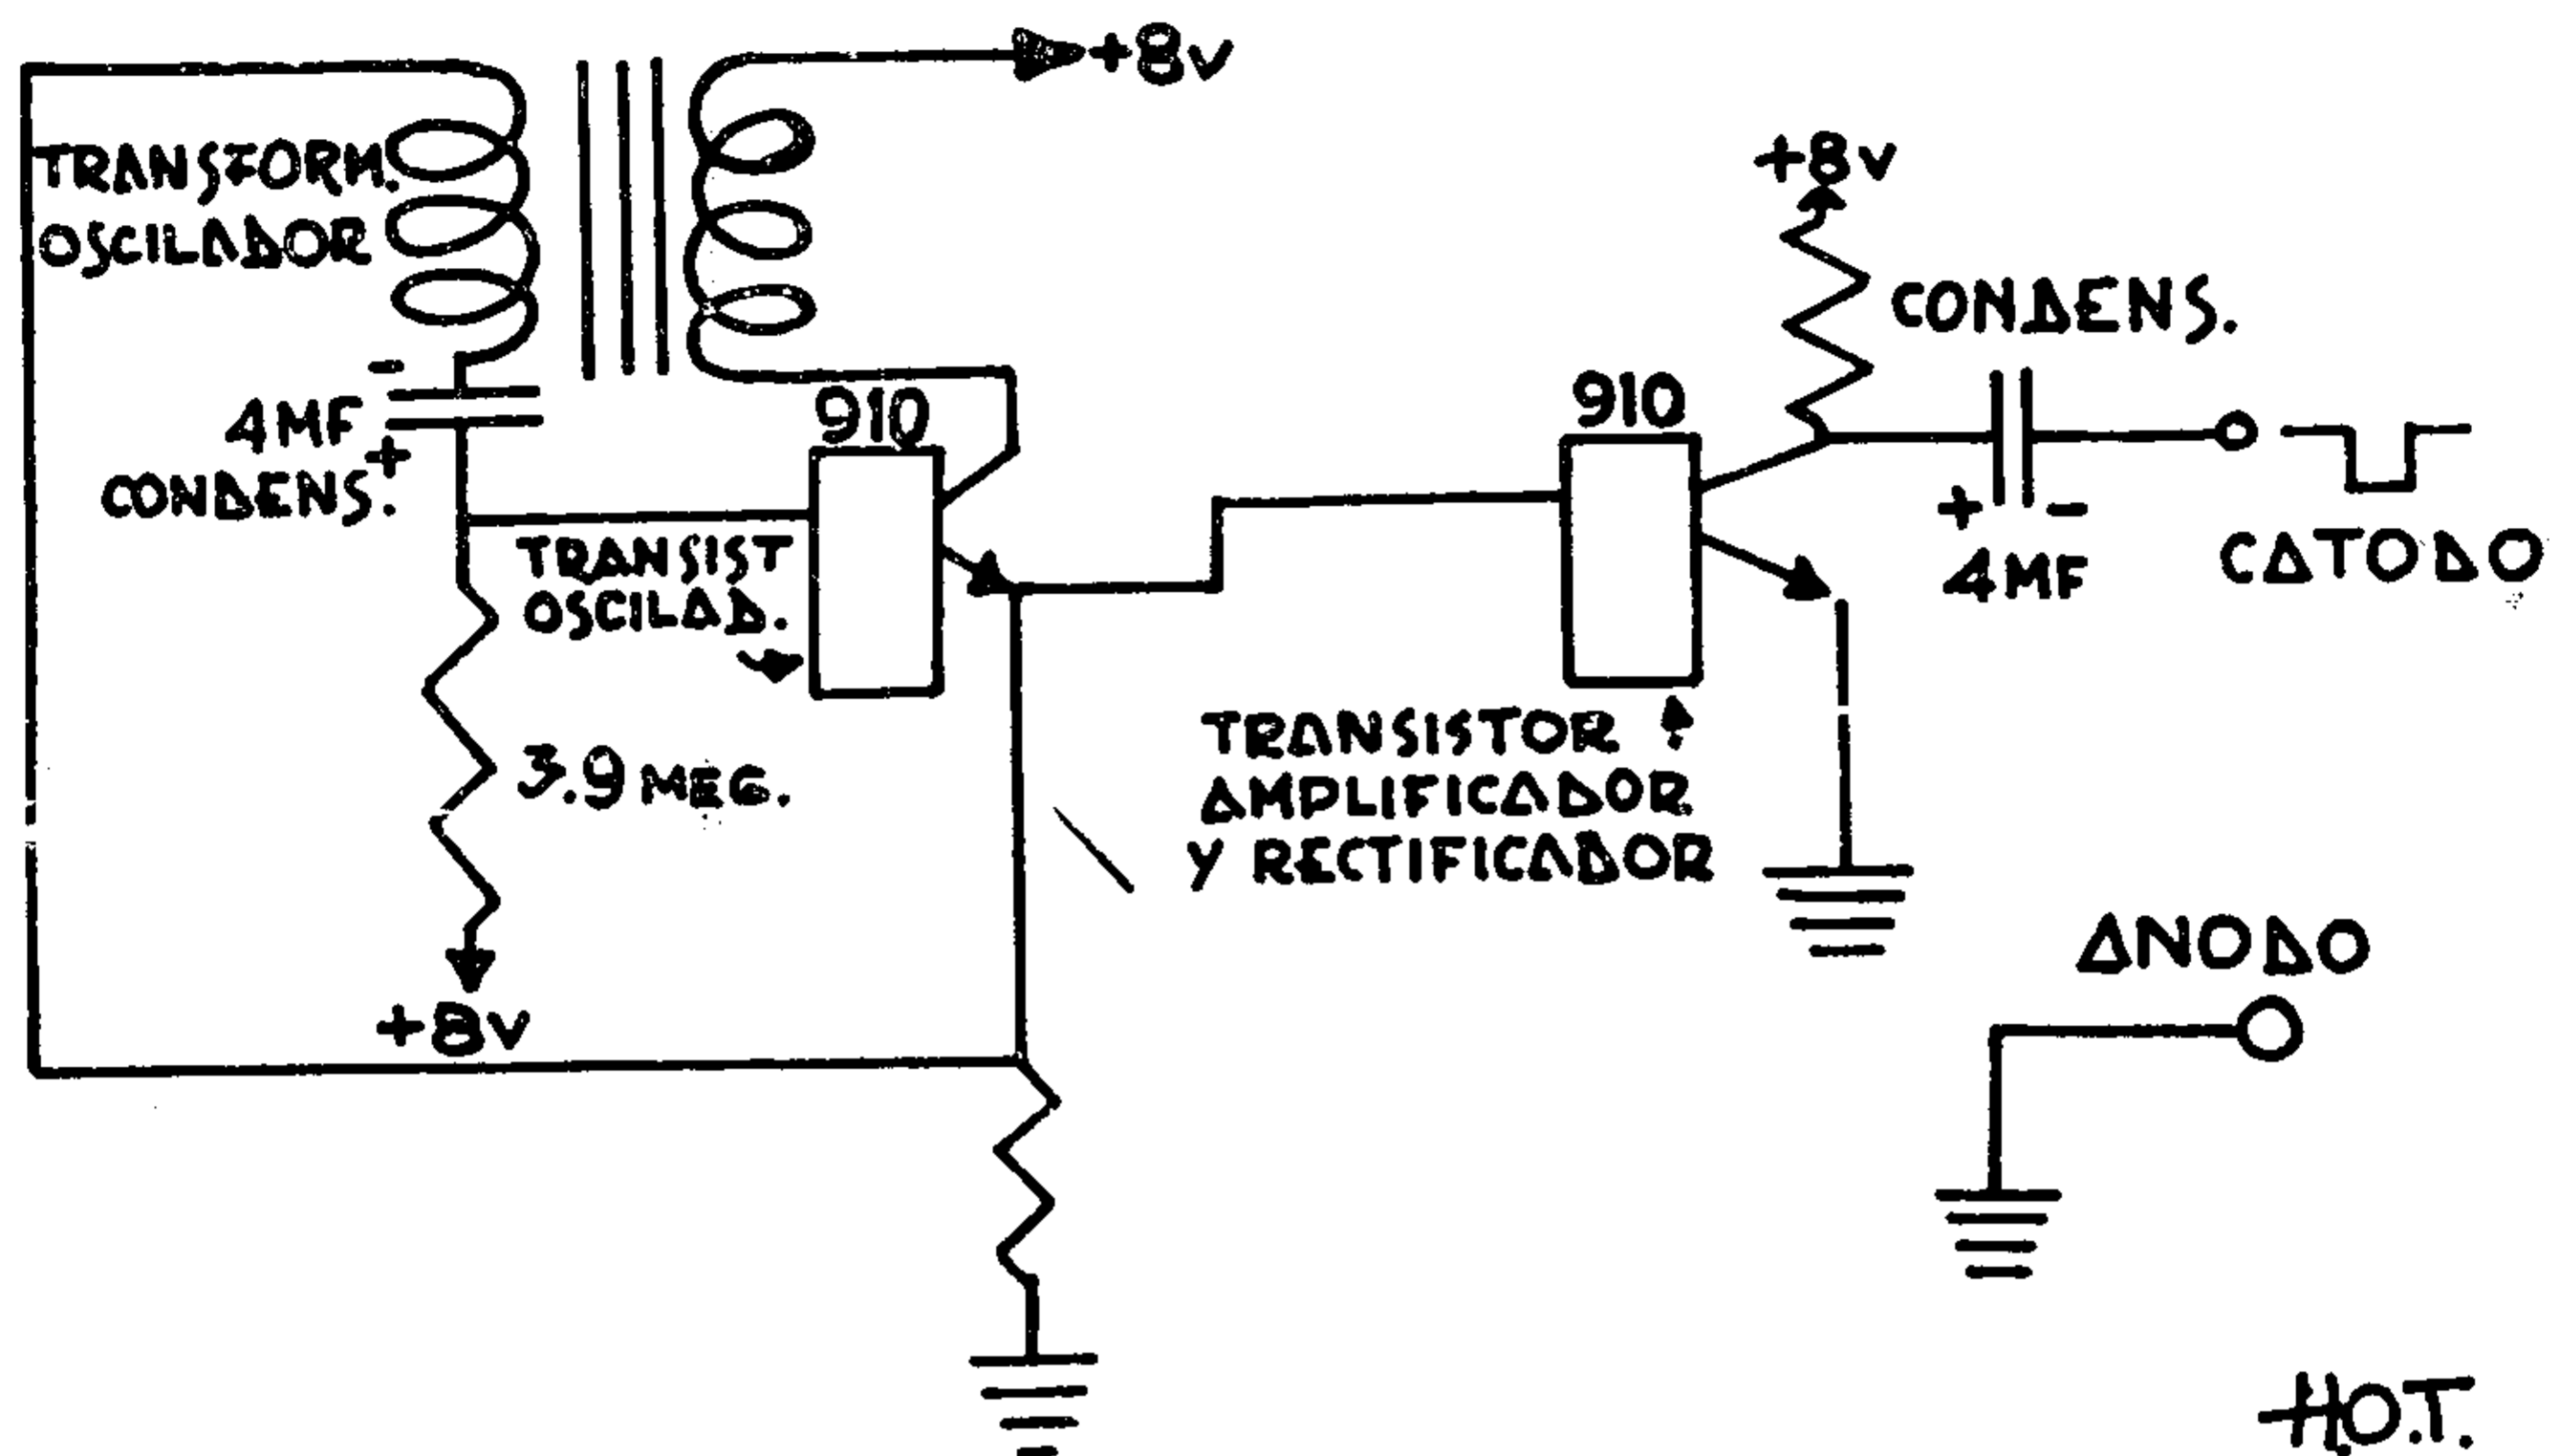 +8v
TRANSFORM.
OSCILADOR
+8v
CONDENS.
-
4MF
+
CONDENS.
910
910
+ -
4MF
CATODO
TRANSIST
OSCILAD.
TRANSISTOR
AMPLIFICADOR
Y RECTIFICADOR
3.9 MEG.
+8v
ANODO
HO.T.